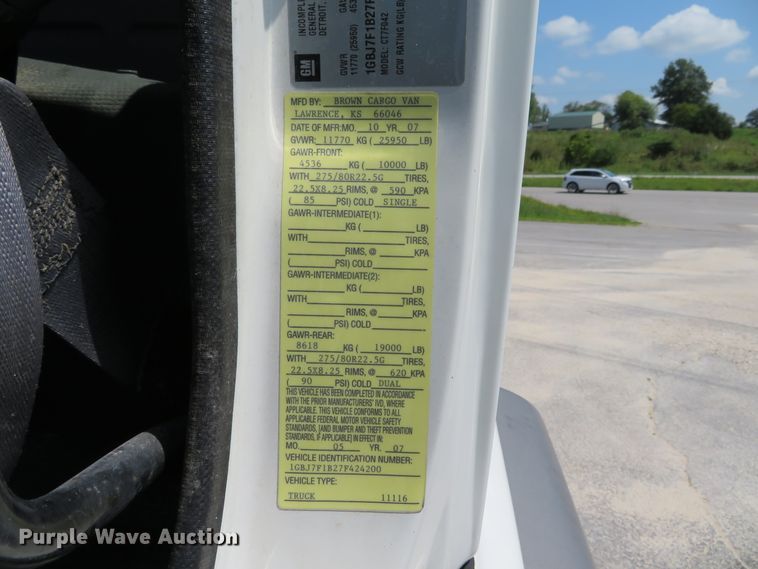 INCOMPL
GENERAL
DETROIT,
GVWR
11770 (25950) 453
1GBJ7F1B27F
MODEL: CT7F042
GCW RATING KG(LB
GM
MFD BY: BROWN CARGO VAN
LAWRENCE, KS 66046
DATE OF MFR:MO. 10 YR. 07
GVWR: 11770 KG (25950 LB)
GAWR-FRONT:
4536 KG ( 10000 LB)
WITH 275/80R22.5G TIRES,
22.5X8.25 RIMS, @ 590 KPA
( 85 PSI) COLD SINGLE
GAWR-INTERMEDIATE(1):
KG ( LB)
WITH TIRES,
RIMS, @ KPA
( PSI) COLD
GAWR-INTERMEDIATE(2):
KG ( LB)
WITH TIRES,
RIMS, @ KPA
( PSI) COLD
GAWR-REAR:
8618 KG ( 19000 LB)
WITH 275/80R22.5G TIRES,
22.5X8.25 RIMS, @ 620 KPA
( 90 PSI) COLD DUAL
THIS VEHICLE HAS BEEN COMPLETED IN ACCORDANCE
WITH THE PRIOR MANUFACTURERS' IVD, WHERE
APPLICABLE. THIS VEHICLE CONFORMS TO ALL
APPLICABLE FEDERAL MOTOR VEHICLE SAFETY
STANDARDS, [AND BUMPER AND THEFT PREVENTION
STANDARDS, IF APPLICABLE] IN EFFECT IN:
MO. 05 YR. 07
VEHICLE IDENTIFICATION NUMBER:
1GBJ7F1B27F424200
VEHICLE TYPE:
TRUCK 11116
Purple Wave Auction